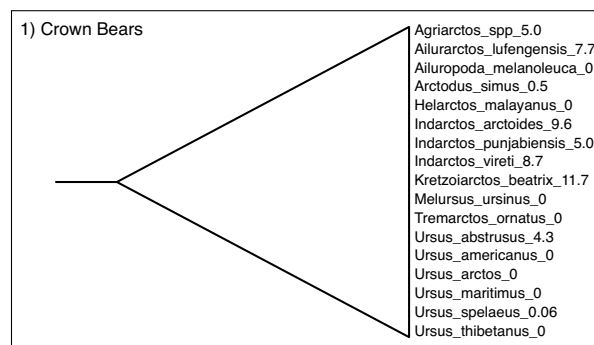 1) Crown Bears
Agriarctos_spp_5.0
Ailurarctos_lufengensis_7.7
Ailuropoda_melanoleuca_0
Arctodus_simus_0.5
Helarctos_malayanus_0
Indarctos_arctoides_9.6
Indarctos_punjabiensis_5.0
Indarctos_vireti_8.7
Kretzoiarctos_beatrix_11.7
Melursus_ursinus_0
Tremarctos_ornatus_0
Ursus_abstrusus_4.3
Ursus_americanus_0
Ursus_arctos_0
Ursus_maritimus_0
Ursus_spelaeus_0.06
Ursus_thibetanus_0